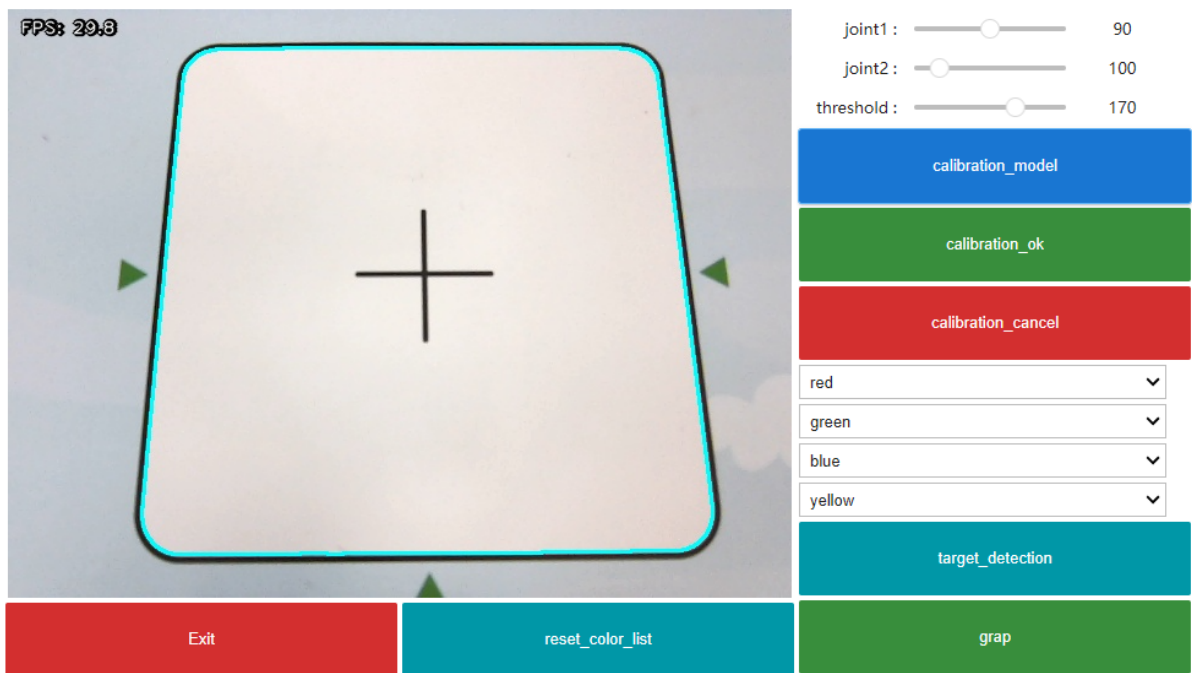 FPS: 29.8
joint1 : 90
joint2 : 100
threshold : 170
calibration_model
calibration_ok
calibration_cancel
red
green
blue
yellow
target_detection
Exit
reset_color_list
grap